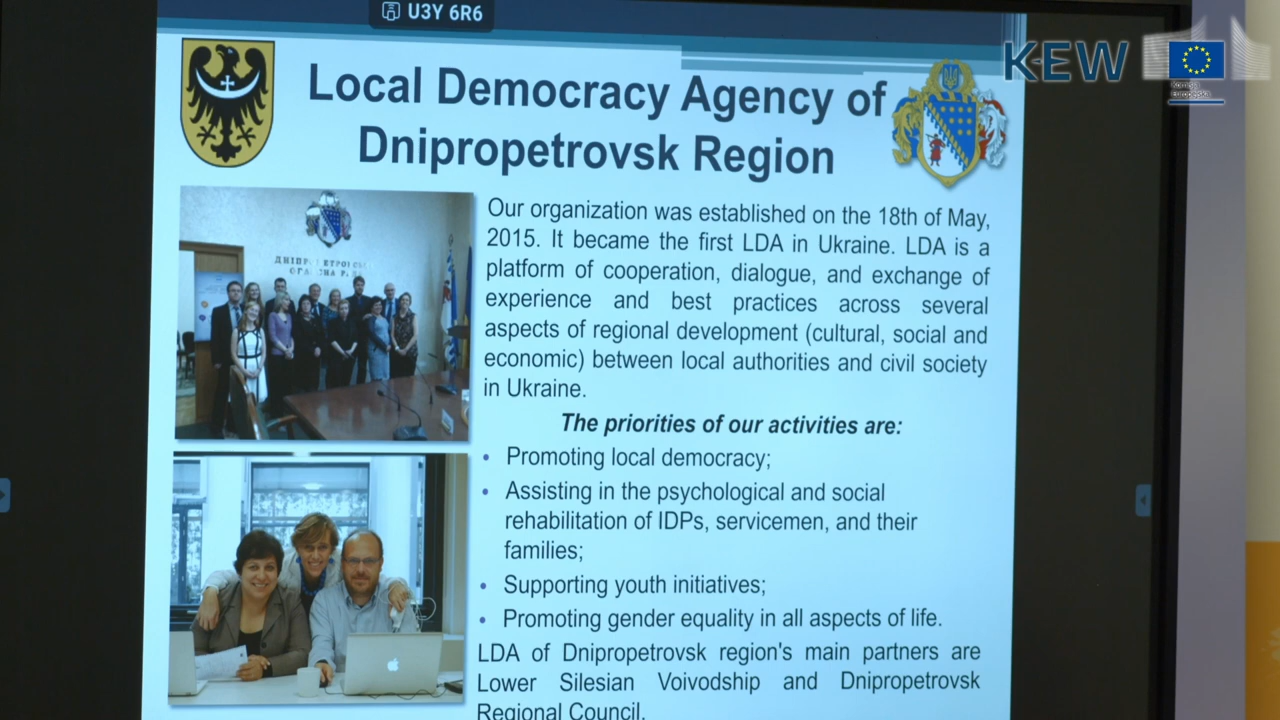 U3Y 6R6
K-EW
Komisja
Europejska
Local Democracy Agency of
Dnipropetrovsk Region
Our organization was established on the 18th of May,
2015. It became the first LDA in Ukraine. LDA is a
platform of cooperation, dialogue, and exchange of
experience and best practices across several
aspects of regional development (cultural, social and
economic) between local authorities and civil society
in Ukraine.
The priorities of our activities are:
• Promoting local democracy;
• Assisting in the psychological and social
rehabilitation of IDPs, servicemen, and their
families;
• Supporting youth initiatives;
• Promoting gender equality in all aspects of life.
LDA of Dnipropetrovsk region's main partners are
Lower Silesian Voivodship and Dnipropetrovsk
Regional Council.